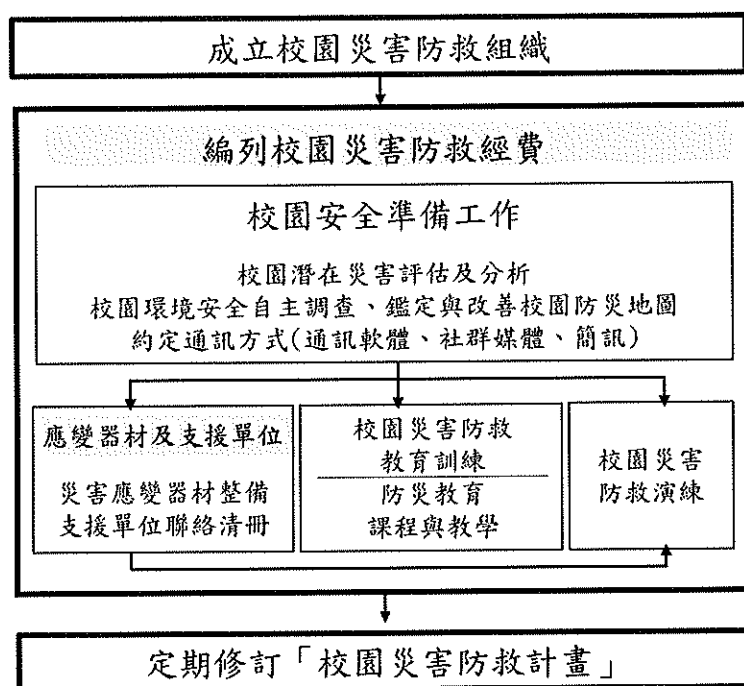 成立校園災害防救組織
編列校園災害防救經費
校園安全準備工作
校園潛在災害評估及分析
校園環境安全自主調查、鑑定與改善校園防災地圖
約定通訊方式(通訊軟體、社群媒體、簡訊)
應變器材及支援單位
災害應變器材整備
支援單位聯絡清冊
校園災害防救
教育訓練
防災教育
課程與教學
校園災害
防救演練
定期修訂「校園災害防救計畫」